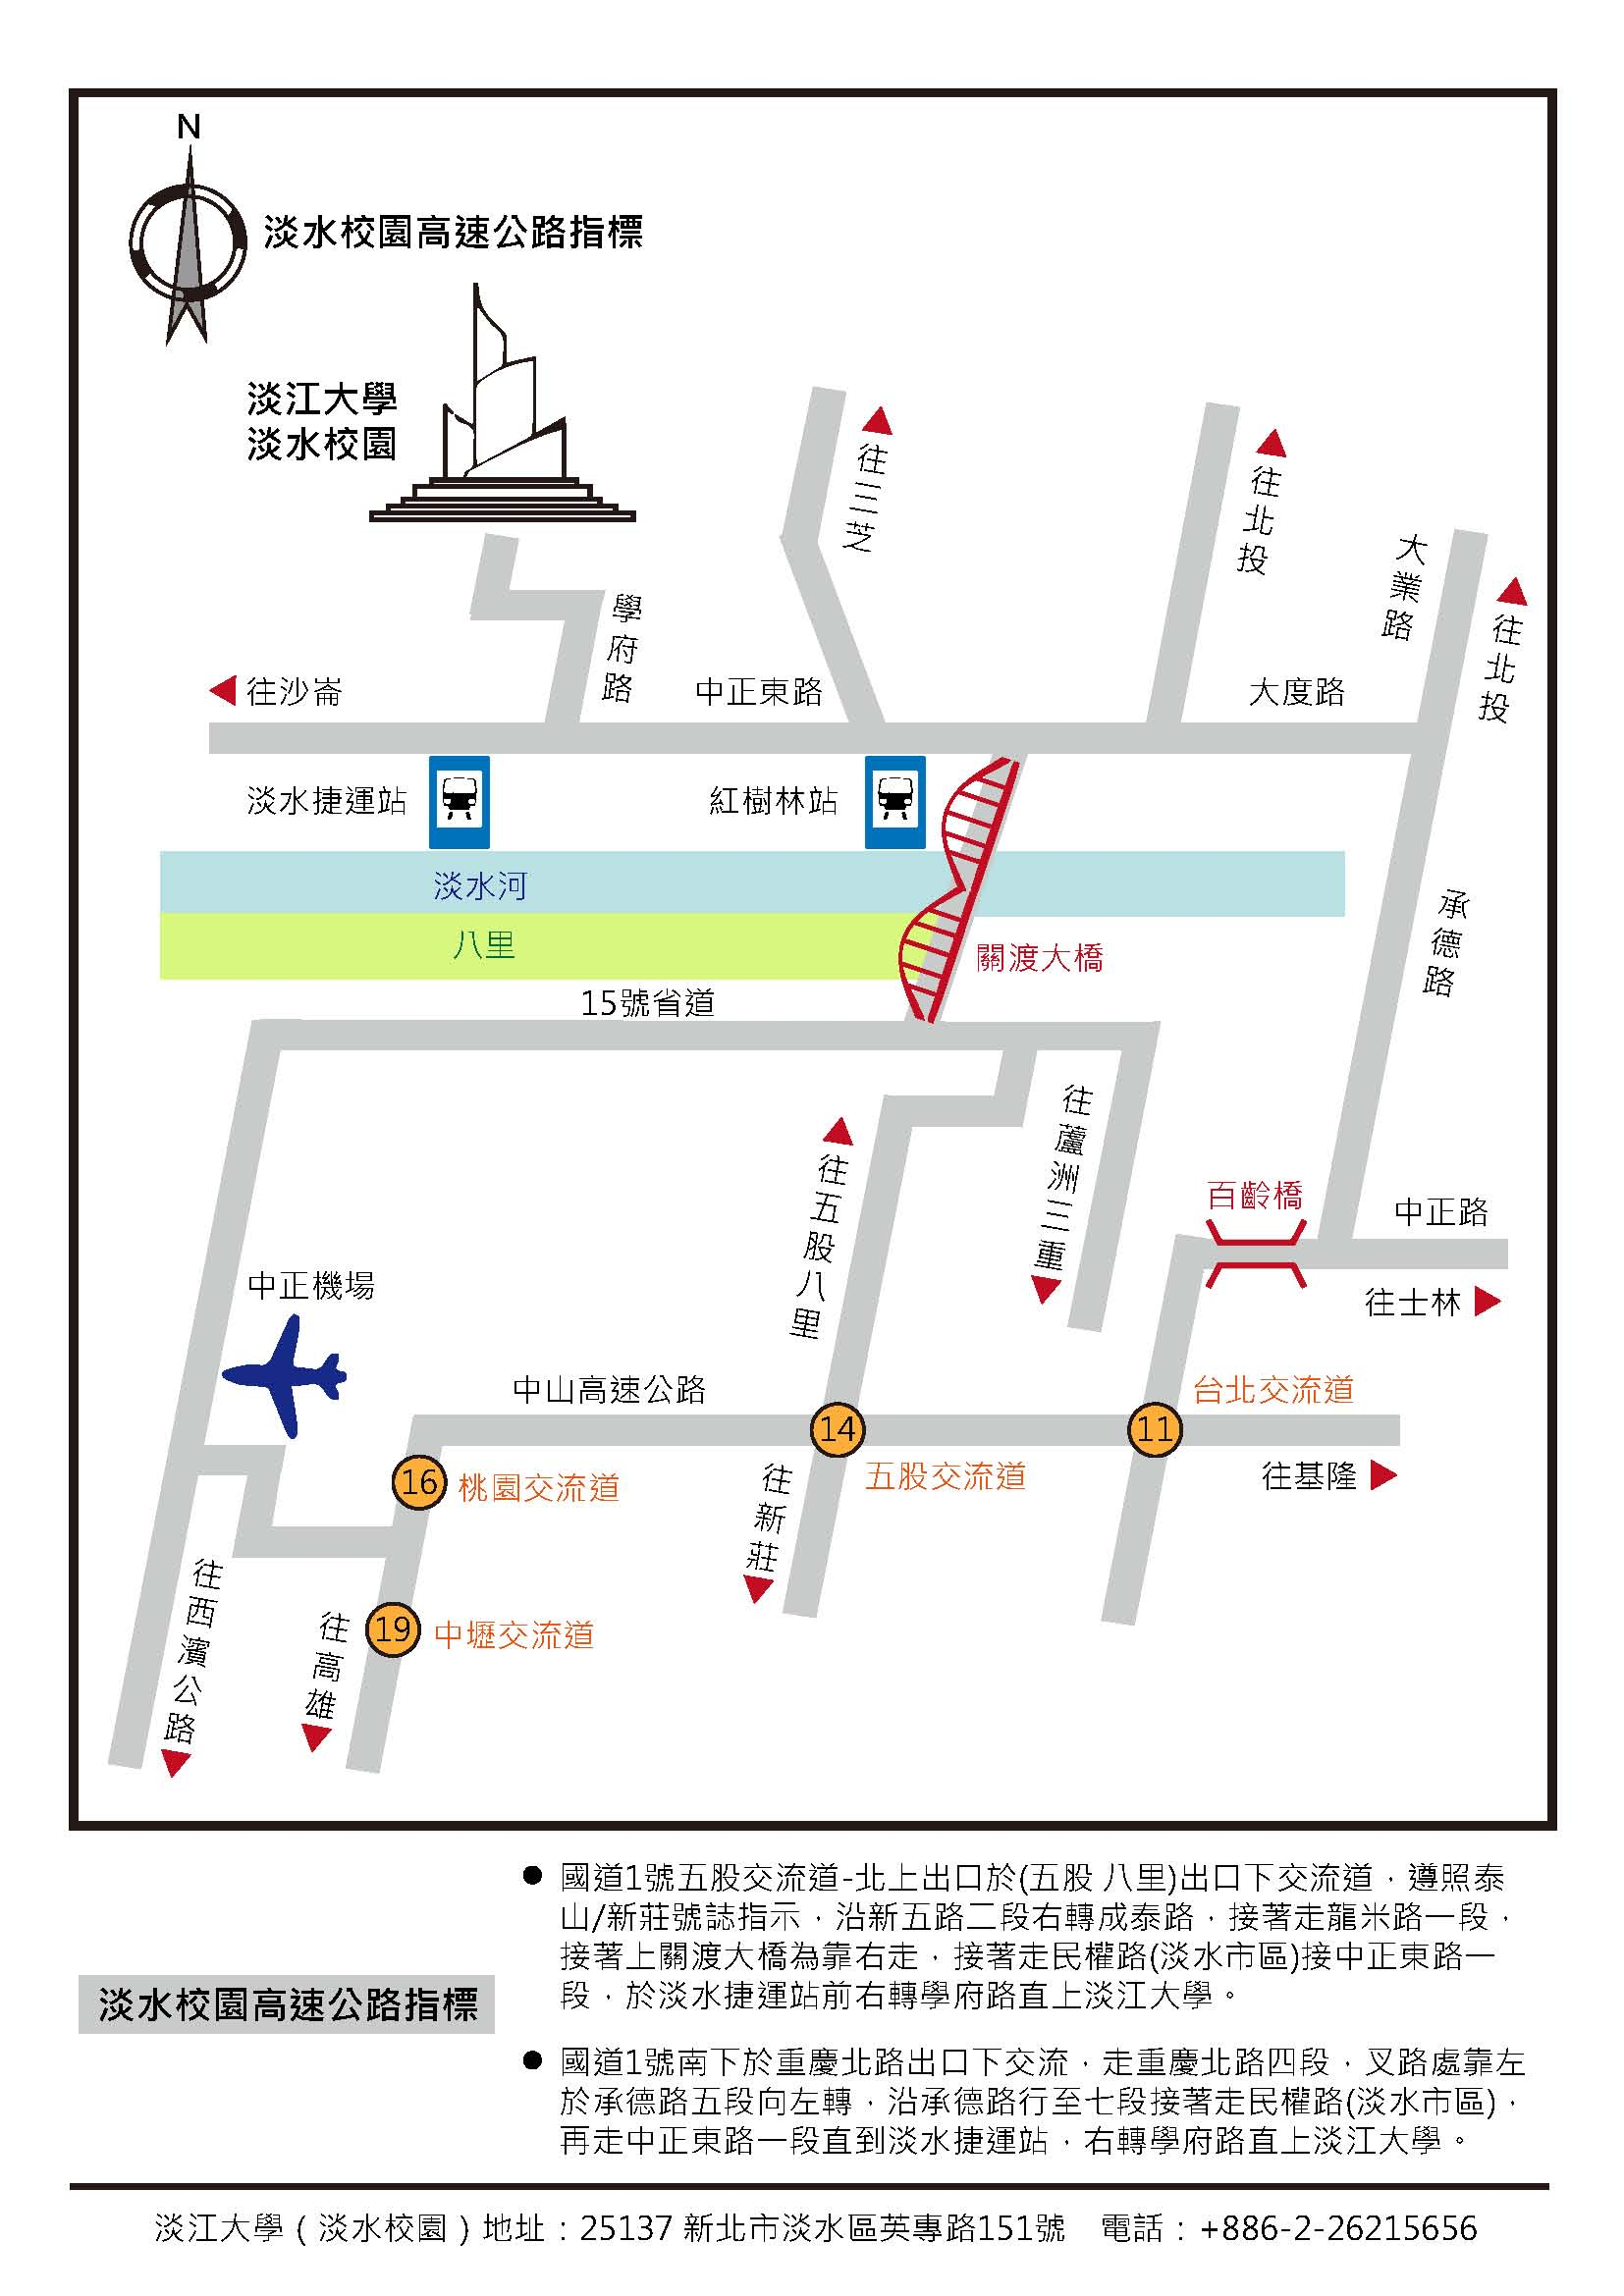 N
淡水校園高速公路指標
淡江大學
淡水校園
往三芝
往北投
大業路
往北投
學府路
往沙崙
中正東路
大度路
淡水捷運站
紅樹林站
淡水河
八里
關渡大橋
承德路
15號省道
往蘆洲三重
往五股八里
百齡橋
中正路
往士林
中正機場
中山高速公路
台北交流道
14
11
16
桃園交流道
五股交流道
往基隆
往新莊
往西濱公路
往高雄
19
中壢交流道
淡水校園高速公路指標
● 國道1號五股交流道-北上出口於(五股 八里)出口下交流道，遵照泰
山/新莊號誌指示，沿新五路二段右轉成泰路，接著走龍米路一段，
接著上關渡大橋為靠右走，接著走民權路(淡水市區)接中正東路一
段，於淡水捷運站前右轉學府路直上淡江大學。
● 國道1號南下於重慶北路出口下交流，走重慶北路四段，叉路處靠左
於承德路五段向左轉，沿承德路行至七段接著走民權路(淡水市區)，
再走中正東路一段直到淡水捷運站，右轉學府路直上淡江大學。
淡江大學（淡水校園）地址：25137 新北市淡水區英專路151號　電話：+886-2-26215656